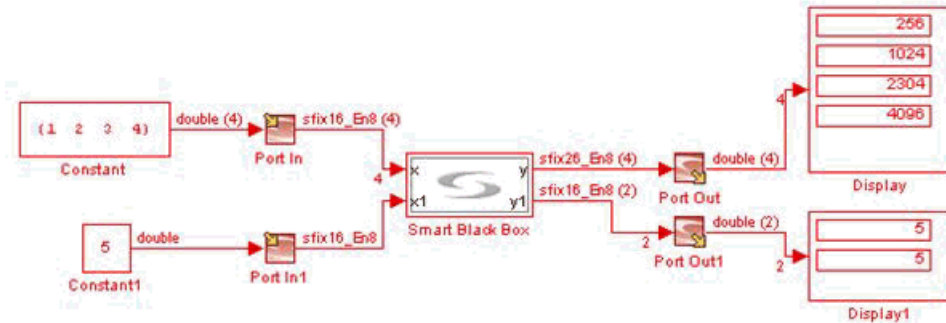 256
1024
2304
4096
4
Display
(1 2 3 4)
Constant
double (4)
Port In
sfix16_En8 (4)
4
x
y
x1
y1
Smart Black Box
sfix26_En8 (4)
sfix16_En8 (2)
Port Out
double (4)
5
Constant1
double
Port In1
sfix16_En8
2
Port Out1
double (2)
2
5
5
Display1